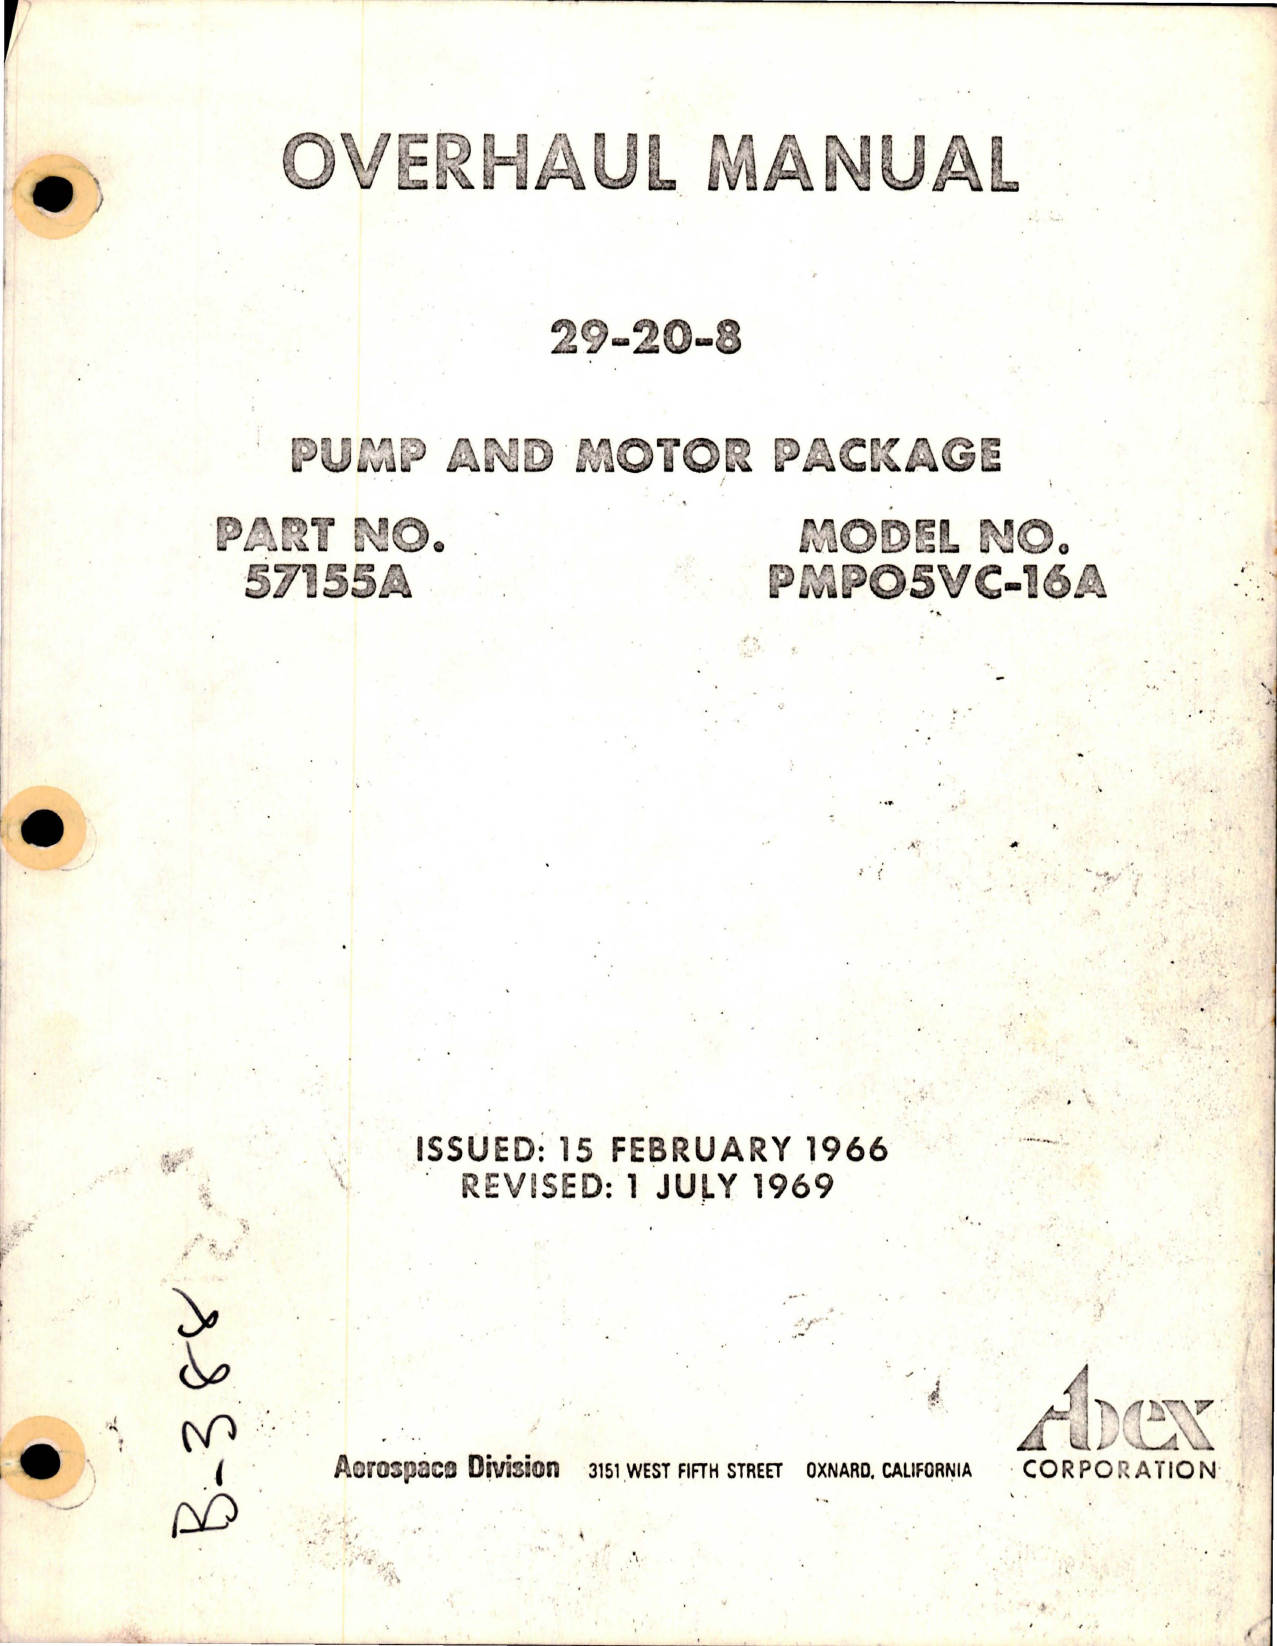 OVERHAUL MANUAL
29-20-8
PUMP AND MOTOR PACKAGE
PART NO. MODEL NO.
57155A PMPO5VC-16A
ISSUED: 15 FEBRUARY 1966
REVISED: 1 JULY 1969
Abex
CORPORATION
Aerospace Division 3151 WEST FIFTH STREET OXNARD, CALIFORNIA